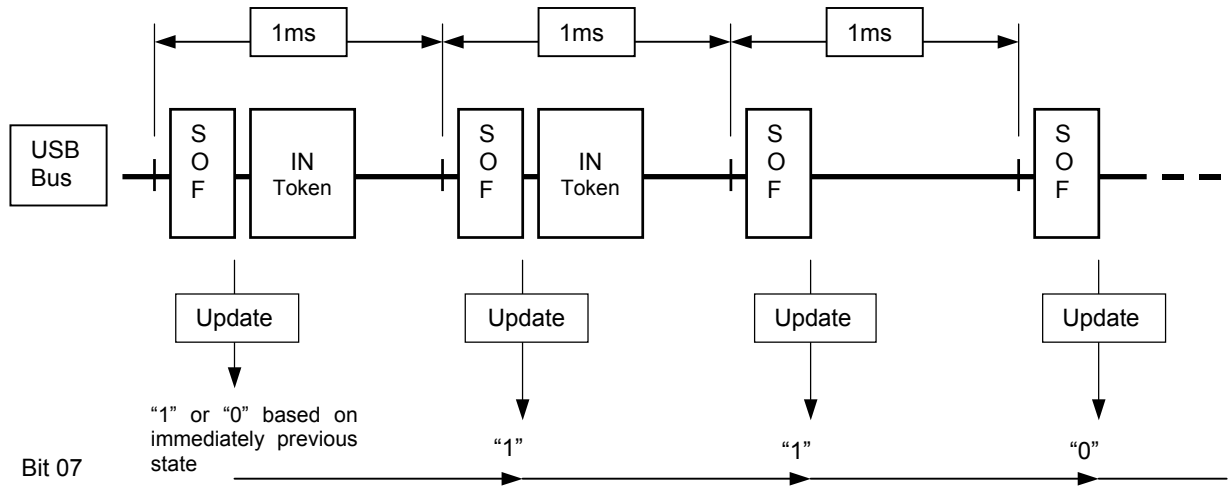 1ms
1ms
1ms
USB
Bus
S
O
F
IN
Token
S
O
F
IN
Token
S
O
F
S
O
F
Update
Update
Update
Update
“1” or “0” based on
immediately previous
state
“1”
“1”
“0”
Bit 07